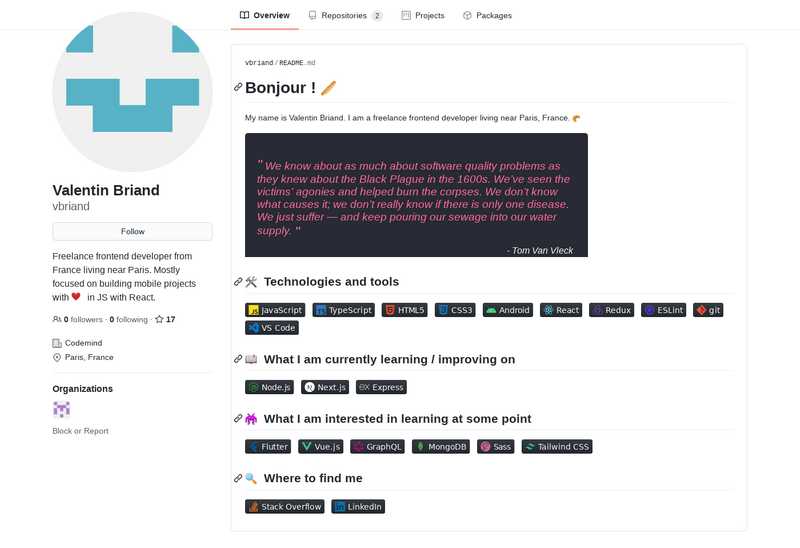 Overview
Repositories 2
Projects
Packages
Valentin Briand
vbriand
Follow
Freelance frontend developer from
France living near Paris. Mostly
focused on building mobile projects
with ❤️ in JS with React.
0 followers · 0 following · 17
Codemind
Paris, France
Organizations
Block or Report
vbriand / README.md
Bonjour ! 🥖
My name is Valentin Briand. I am a freelance frontend developer living near Paris, France. 🥐
" We know about as much about software quality problems as
they knew about the Black Plague in the 1600s. We've seen the
victims' agonies and helped burn the corpses. We don't know
what causes it; we don't really know if there is only one disease.
We just suffer — and keep pouring our sewage into our water
supply. "
- Tom Van Vleck
🛠 Technologies and tools
JavaScript TypeScript HTML5 CSS3 Android React Redux ESLint git
VS Code
📖 What I am currently learning / improving on
Node.js Next.js Express
👾 What I am interested in learning at some point
Flutter Vue.js GraphQL MongoDB Sass Tailwind CSS
🔍 Where to find me
Stack Overflow LinkedIn